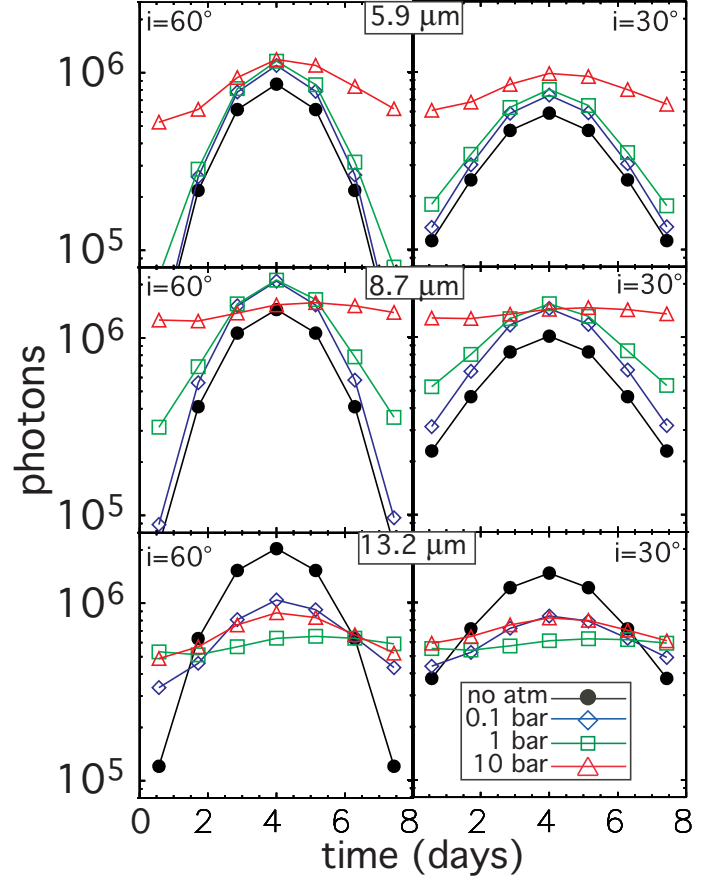 i=60° 5.9 µm i=30°
10⁶
10⁵
i=60° 8.7 µm i=30°
10⁶
10⁵
photons
i=60° 13.2 µm i=30°
10⁶
10⁵
no atm
0.1 bar
1 bar
10 bar
0 2 4 6 8 0 2 4 6 8
time (days)